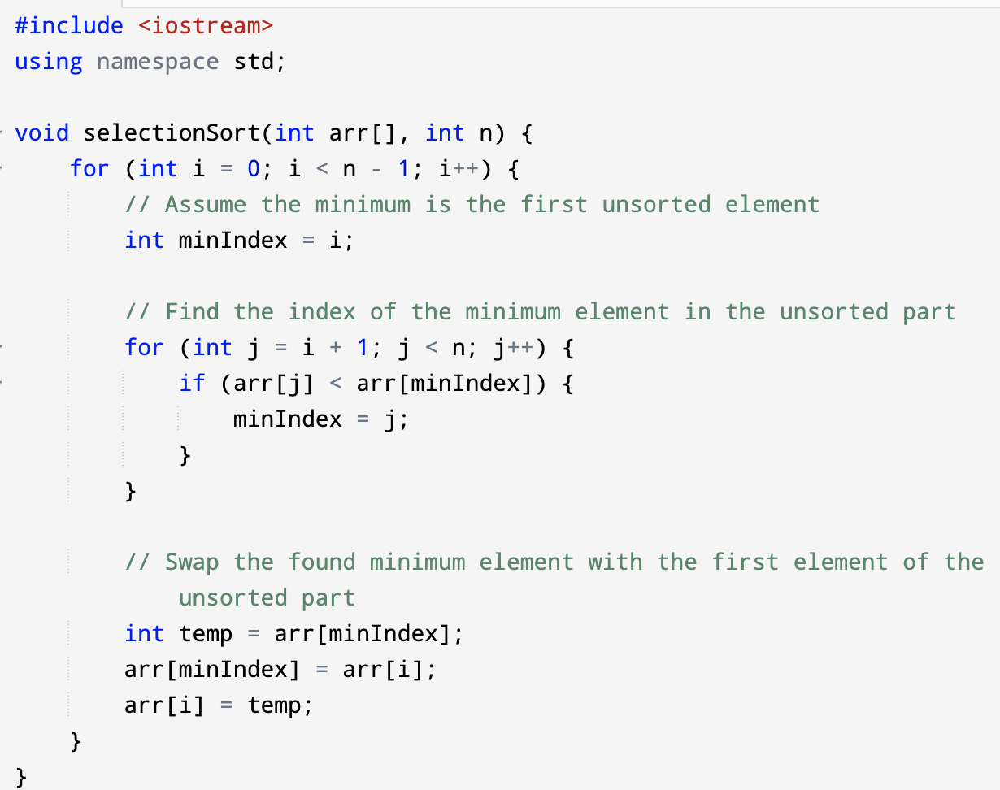 #include <iostream>
using namespace std;
void selectionSort(int arr[], int n) {
for (int i = 0; i < n - 1; i++) {
// Assume the minimum is the first unsorted element
int minIndex = i;
// Find the index of the minimum element in the unsorted part
for (int j = i + 1; j < n; j++) {
if (arr[j] < arr[minIndex]) {
minIndex = j;
}
}
// Swap the found minimum element with the first element of the
unsorted part
int temp = arr[minIndex];
arr[minIndex] = arr[i];
arr[i] = temp;
}
}